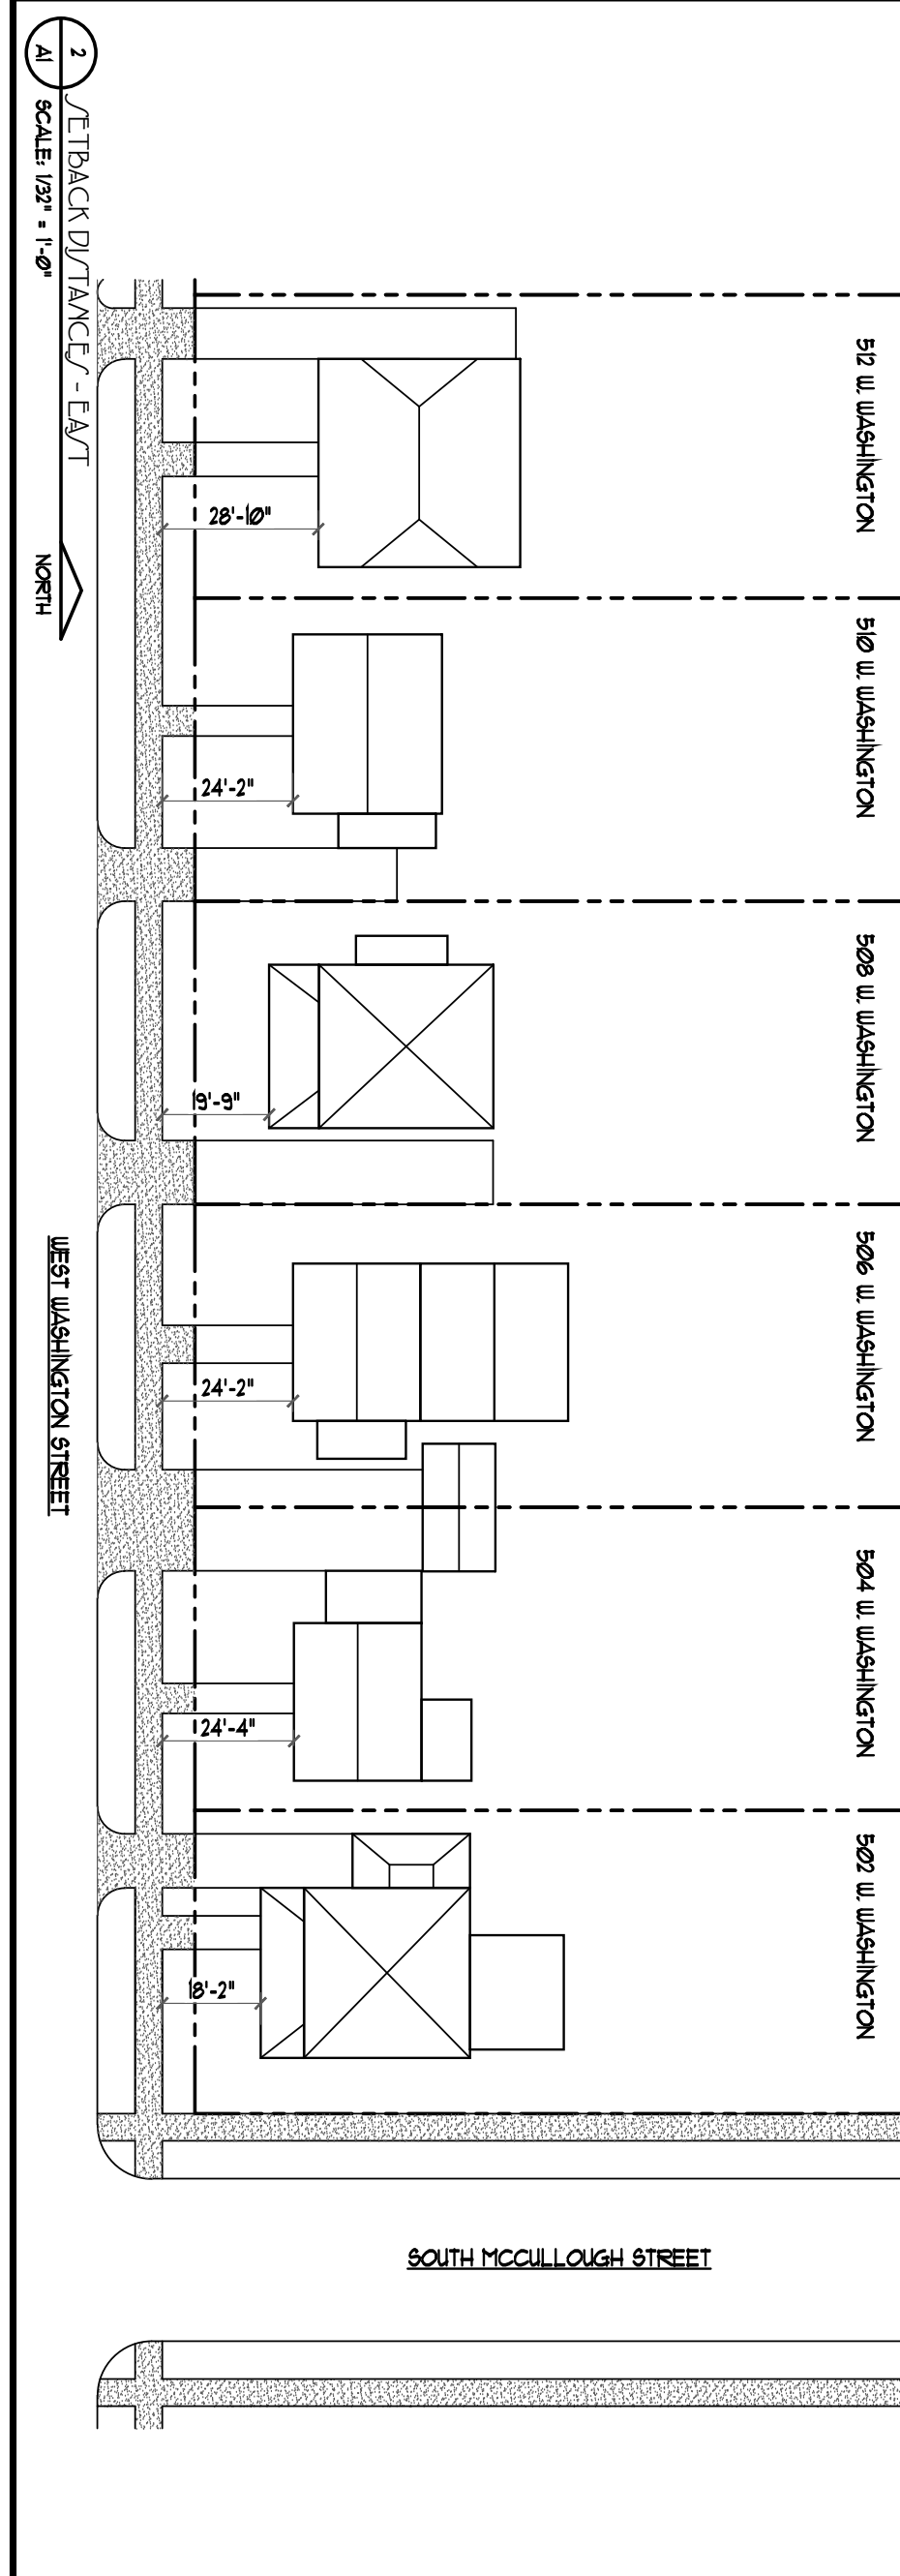 2
A1
SETBACK DISTANCES - EAST
SCALE: 1/32" = 1'-0"
NORTH
512 W. WASHINGTON
28'-10"
510 W. WASHINGTON
24'-2"
508 W. WASHINGTON
19'-9"
506 W. WASHINGTON
24'-2"
WEST WASHINGTON STREET
504 W. WASHINGTON
24'-4"
502 W. WASHINGTON
18'-2"
SOUTH MCCULLOUGH STREET